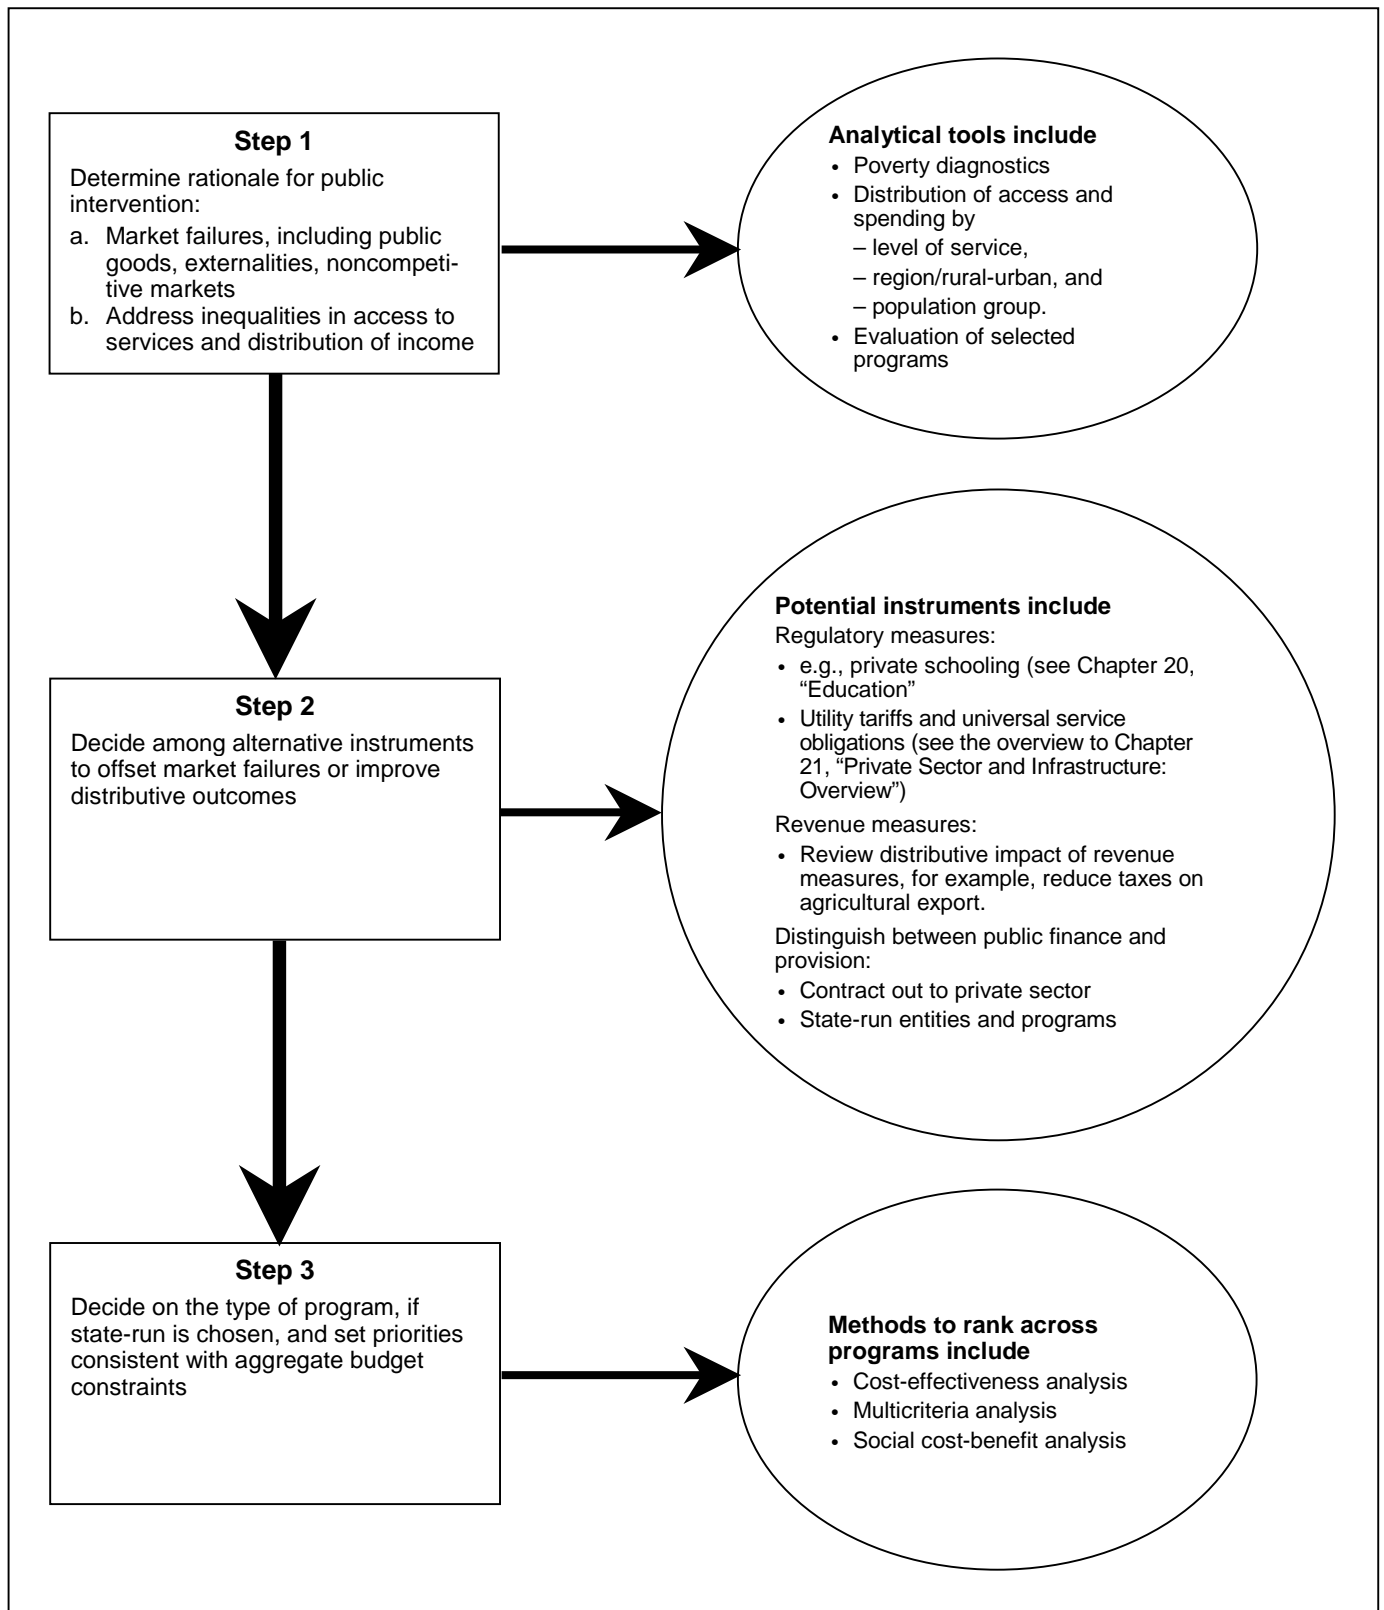 Step 1
Determine rationale for public
intervention:
a. Market failures, including public
goods, externalities, noncompeti-
tive markets
b. Address inequalities in access to
services and distribution of income
Analytical tools include
• Poverty diagnostics
• Distribution of access and
spending by
– level of service,
– region/rural-urban, and
– population group.
• Evaluation of selected
programs
Step 2
Decide among alternative instruments
to offset market failures or improve
distributive outcomes
Potential instruments include
Regulatory measures:
• e.g., private schooling (see Chapter 20,
“Education”
• Utility tariffs and universal service
obligations (see the overview to Chapter
21, “Private Sector and Infrastructure:
Overview”)
Revenue measures:
• Review distributive impact of revenue
measures, for example, reduce taxes on
agricultural export.
Distinguish between public finance and
provision:
• Contract out to private sector
• State-run entities and programs
Step 3
Decide on the type of program, if
state-run is chosen, and set priorities
consistent with aggregate budget
constraints
Methods to rank across
programs include
• Cost-effectiveness analysis
• Multicriteria analysis
• Social cost-benefit analysis